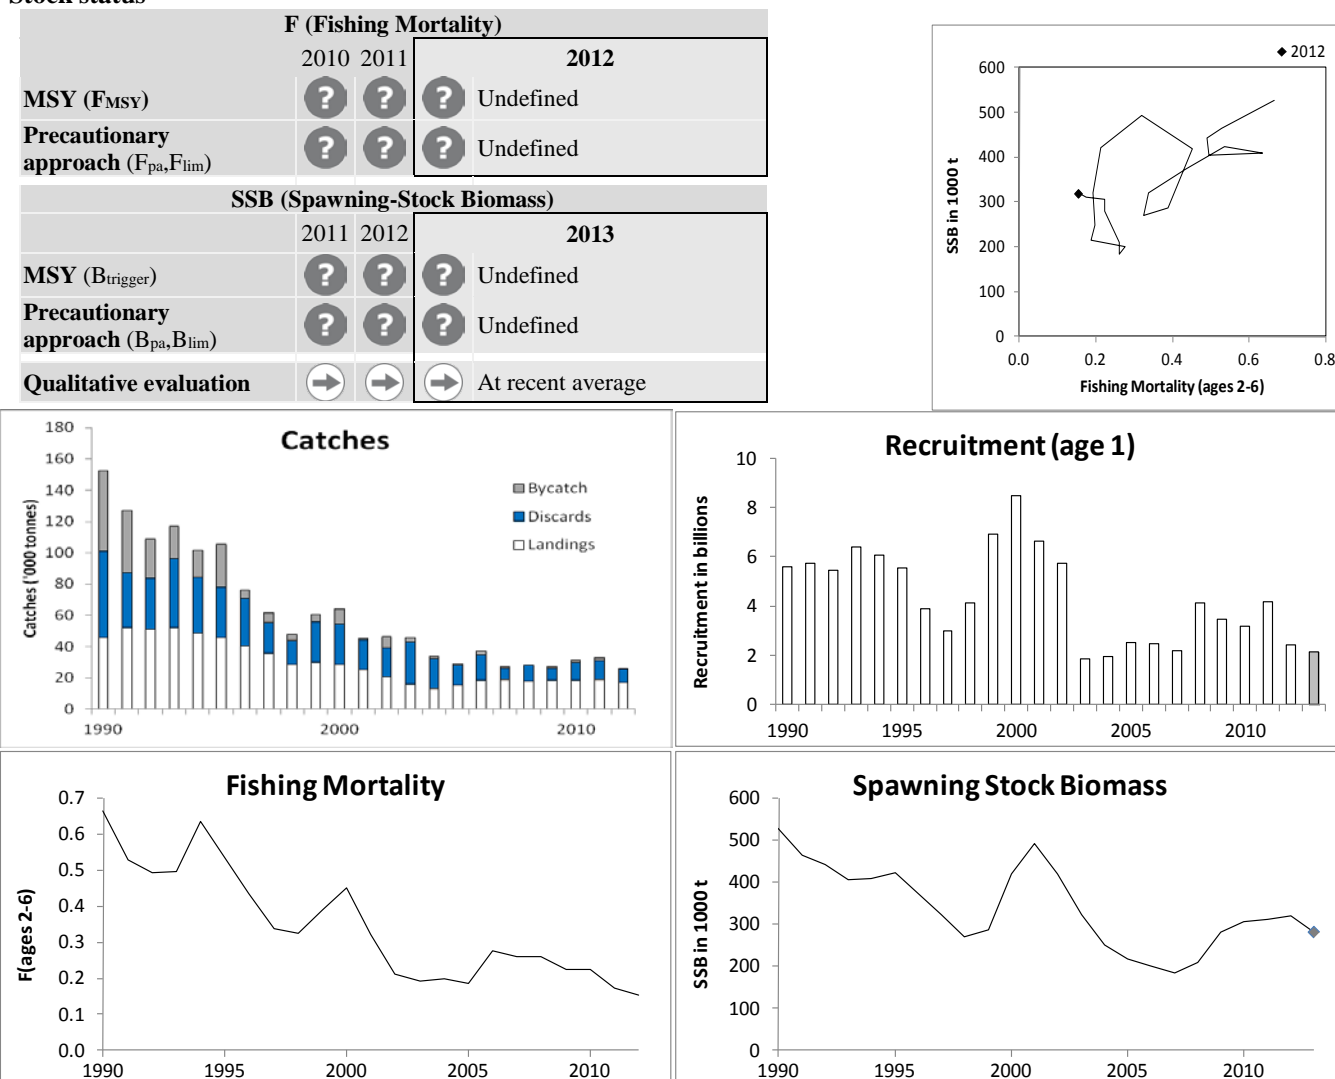 Stock status
F (Fishing Mortality)
2010 2011 2012
MSY (FMSY) ? ? ? Undefined
Precautionary
approach (Fpa,Flim) ? ? ? Undefined
SSB (Spawning-Stock Biomass)
2011 2012 2013
MSY (Btrigger) ? ? ? Undefined
Precautionary
approach (Bpa,Blim) ? ? ? Undefined
Qualitative evaluation At recent average
2012
600
500
400
300
200
100
0
0.0 0.2 0.4 0.6 0.8
SSB in 1000 t
Fishing Mortality (ages 2-6)
Catches
180
160
140
120
100
80
60
40
20
0
Catches ('000 tonnes)
Bycatch
Discards
Landings
1990 2000 2010
Recruitment (age 1)
10
8
6
4
2
0
Recruitment in billions
1990 1995 2000 2005 2010
Fishing Mortality
0.7
0.6
0.5
0.4
0.3
0.2
0.1
0.0
F(ages 2-6)
1990 1995 2000 2005 2010
Spawning Stock Biomass
600
500
400
300
200
100
0
SSB in 1000 t
1990 1995 2000 2005 2010